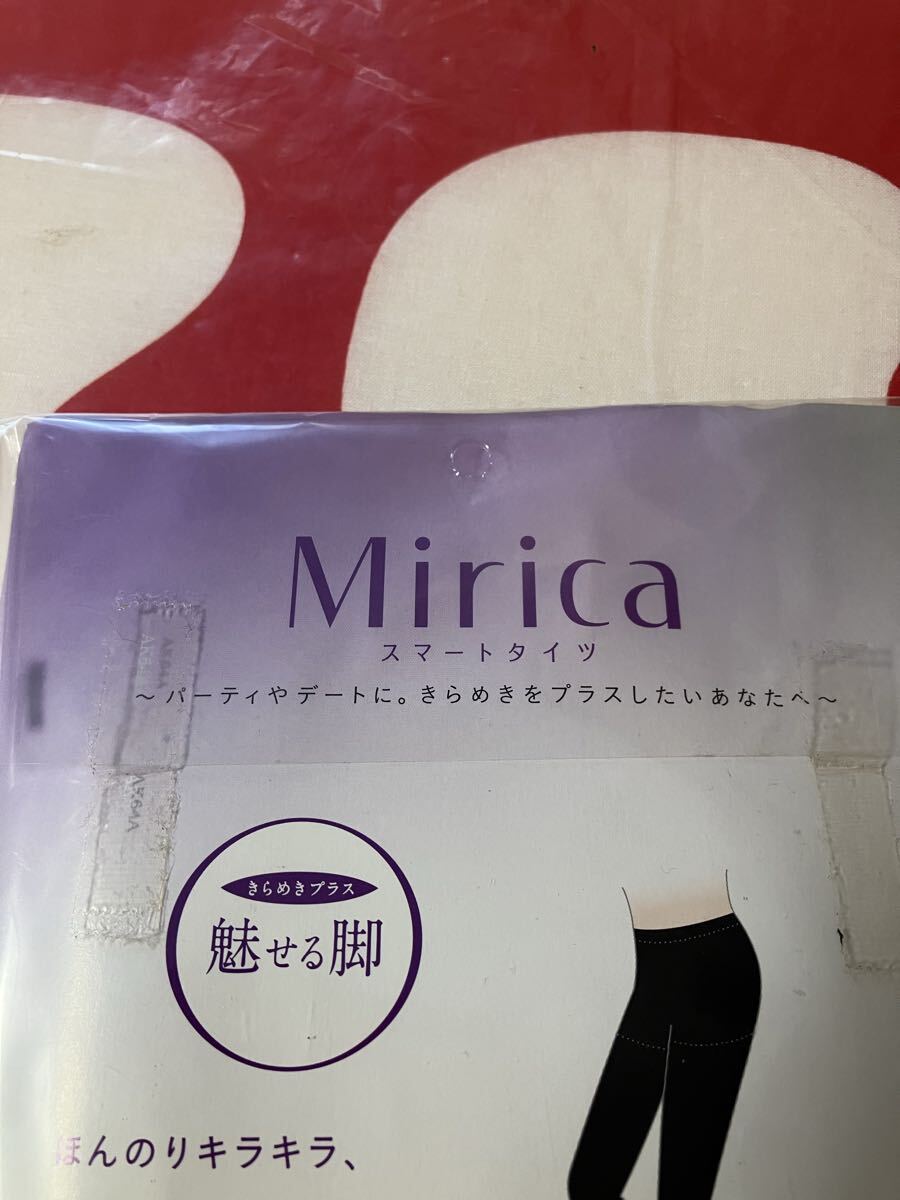 Mirica
スマートタイツ
～パーティやデートに。きらめきをプラスしたいあなたへ～
きらめきプラス
魅せる脚
ほんのりキラキラ、